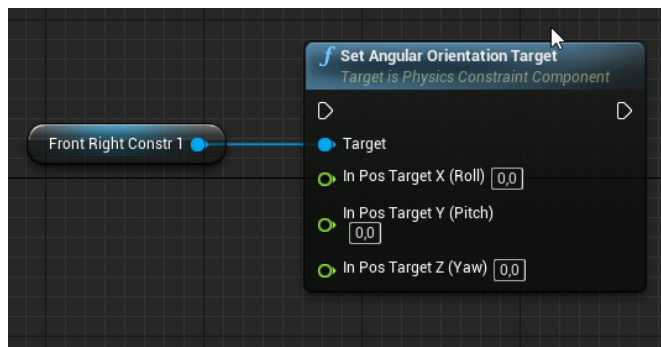 f Set Angular Orientation Target
Target is Physics Constraint Component
Front Right Constr 1
Target
In Pos Target X (Roll) 0,0
In Pos Target Y (Pitch)
0,0
In Pos Target Z (Yaw) 0,0